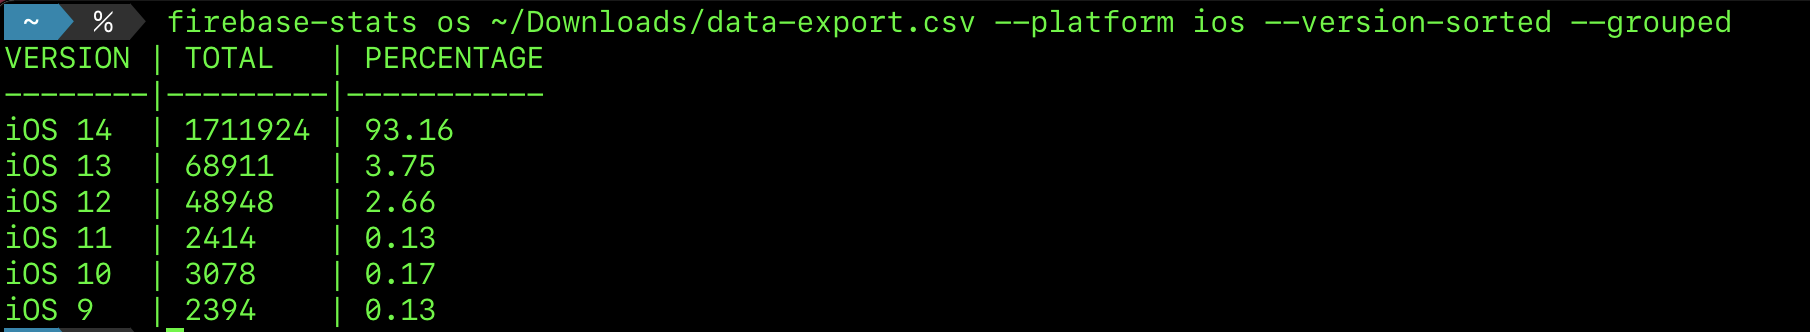 ~ % firebase-stats os ~/Downloads/data-export.csv --platform ios --version-sorted --grouped
VERSION | TOTAL   | PERCENTAGE
--------|---------|-----------
iOS 14  | 1711924 | 93.16
iOS 13  | 68911   | 3.75
iOS 12  | 48948   | 2.66
iOS 11  | 2414    | 0.13
iOS 10  | 3078    | 0.17
iOS 9   | 2394    | 0.13